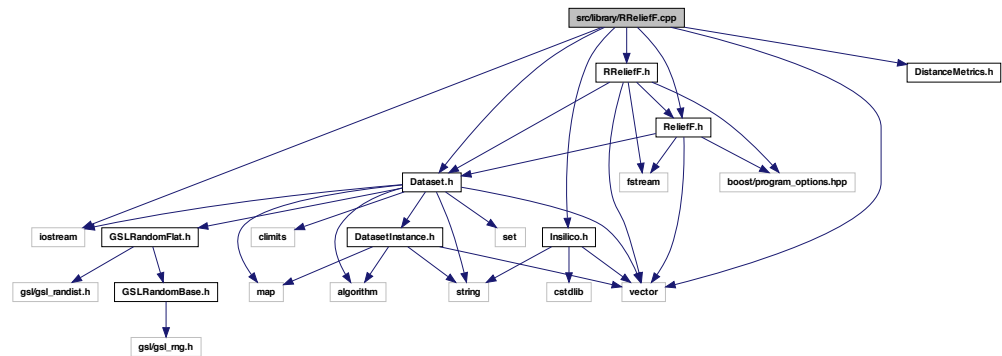 src/library/RReliefF.cpp
RReliefF.h
DistanceMetrics.h
ReliefF.h
Dataset.h
fstream
boost/program_options.hpp
iostream
GSLRandomFlat.h
climits
DatasetInstance.h
set
Insilico.h
gsl/gsl_randist.h
GSLRandomBase.h
map
algorithm
string
cstdlib
vector
gsl/gsl_rng.h